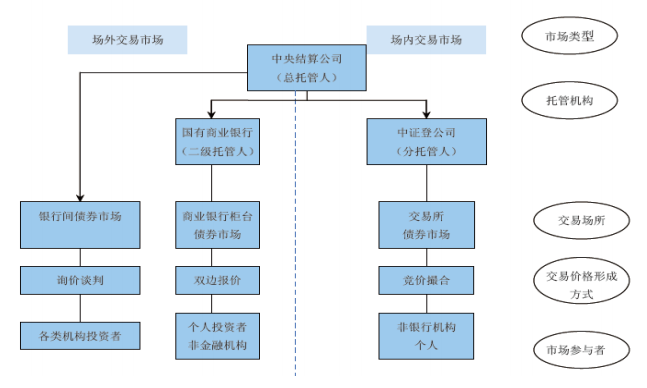 场外交易市场
场内交易市场
市场类型
中央结算公司
（总托管人）
托管机构
国有商业银行
（二级托管人）
中证登公司
（分托管人）
银行间债券市场
商业银行柜台
债券市场
交易所
债券市场
交易场所
询价谈判
双边报价
竞价撮合
交易价格形成
方式
各类机构投资者
个人投资者
非金融机构
非银行机构
个人
市场参与者